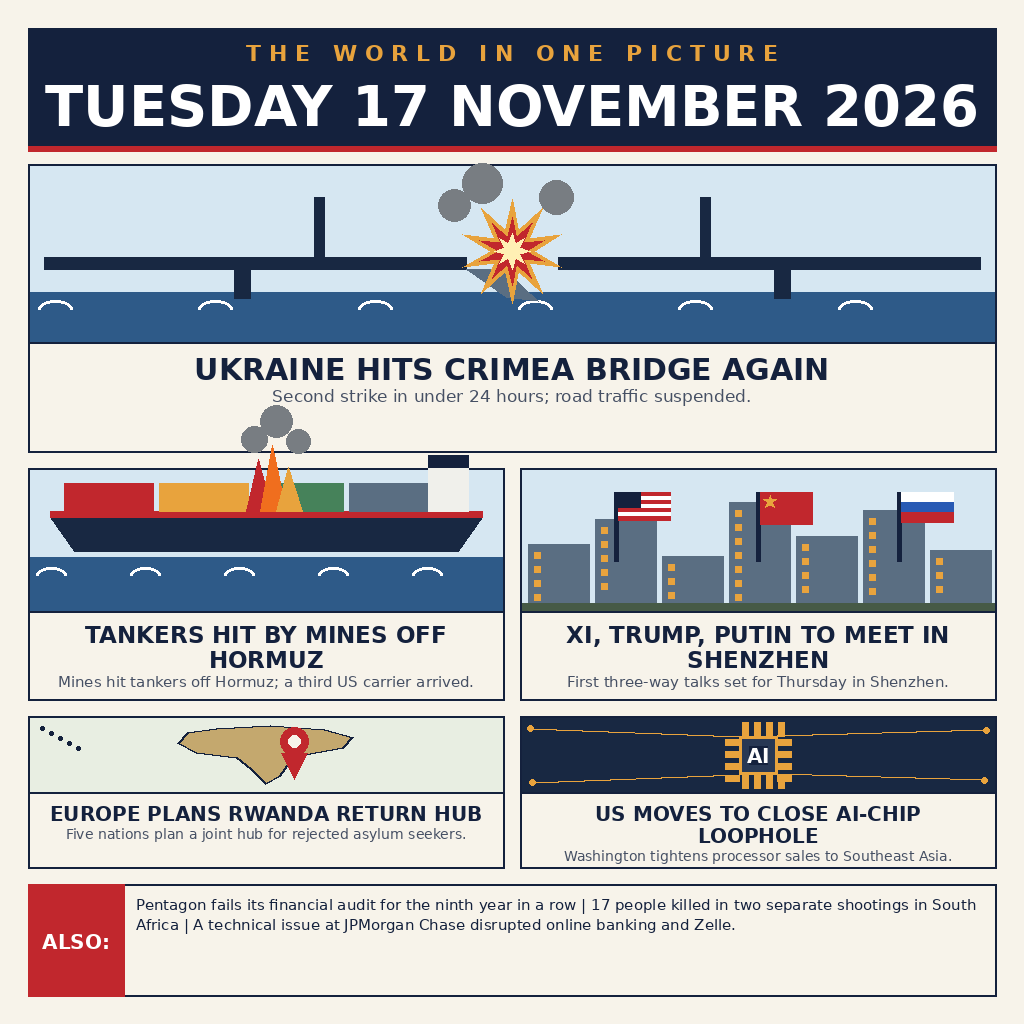 THE WORLD IN ONE PICTURE
TUESDAY 17 NOVEMBER 2026
UKRAINE HITS CRIMEA BRIDGE AGAIN
Second strike in under 24 hours; road traffic suspended.
TANKERS HIT BY MINES OFF
HORMUZ
Mines hit tankers off Hormuz; a third US carrier arrived.
XI, TRUMP, PUTIN TO MEET IN
SHENZHEN
First three-way talks set for Thursday in Shenzhen.
EUROPE PLANS RWANDA RETURN HUB
Five nations plan a joint hub for rejected asylum seekers.
AI
US MOVES TO CLOSE AI-CHIP
LOOPHOLE
Washington tightens processor sales to Southeast Asia.
ALSO:
Pentagon fails its financial audit for the ninth year in a row | 17 people killed in two separate shootings in South
Africa | A technical issue at JPMorgan Chase disrupted online banking and Zelle.